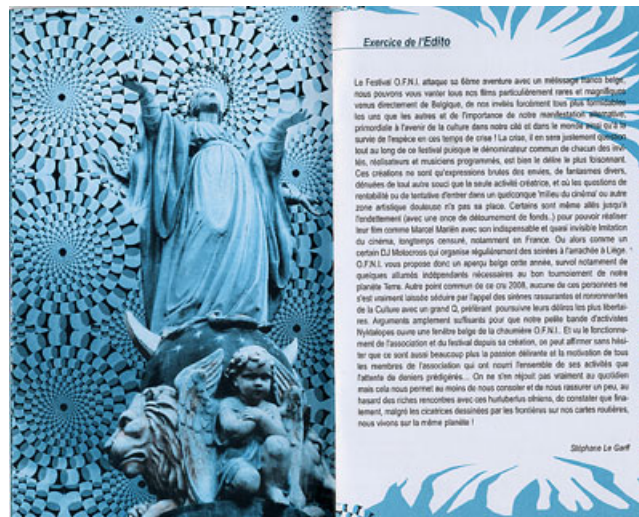 Exercice de l'Edito
Le Festival O.F.N.I. attaque sa 6ème aventure avec un métissage franco belge,
nous pouvons vous vanter tous nos films particulièrement rares et magnifiques
venus directement de Belgique, de nos invités forcément tous plus formidables
les uns que les autres et de l'importance de notre manifestation alternative,
primordiale à l'avenir de la culture dans notre cité et dans le monde ainsi qu'à la
survie de l'espèce en ces temps de crise ! La crise, il en sera justement question
tout au long de ce festival puisque le dénominateur commun de chacun des invi-
tés, réalisateurs et musiciens programmés, est bien le délire le plus foisonnant.
Ces créations ne sont qu'expressions brutes des envies, de fantasmes divers,
dénuées de tout autre souci que la seule activité créatrice, et où les questions de
rentabilité ou de tentative d'entrer dans un quelconque 'milieu du cinéma' ou autre
zone artistique douteuse n'a pas sa place. Certains sont même allés jusqu'à
l'endettement (avec une once de détournement de fonds..) pour pouvoir réaliser
leur film comme Marcel Mariën avec son indispensable et quasi invisible Imitation
du cinéma, longtemps censuré, notamment en France. Ou alors comme un
certain DJ Motocross qui organise régulièrement des soirées à l'arrachée à Liège.
O.F.N.I. vous propose donc un aperçu belge cette année, survol notamment de
quelques allumés indépendants nécessaires au bon tournoiement de notre
planète Terre. Autre point commun de ce cru 2008, aucune de ces personnes ne
s'est vraiment laissée séduire par l'appel des sirènes rassurantes et ronronnantes
de la Culture avec un grand Q, préférant poursuivre leurs délires les plus libertai-
res. Arguments amplement suffisants pour que notre petite bande d'activistes
Nyktalopes ouvre une fenêtre belge de la chaumière O.F.N.I.. Et vu le fonctionne-
ment de l'association et du festival depuis sa création, on peut affirmer sans hési-
ter que ce sont aussi beaucoup plus la passion délirante et la motivation de tous
les membres de l'association qui ont nourri l'ensemble de ses activités que
l'attente de deniers prédigérés... On ne s'en réjouit pas vraiment au quotidien
mais cela nous permet au moins de nous consoler et de nous rassurer un peu, au
hasard des riches rencontres avec ces hurluberlus ofniens, de constater que fina-
lement, malgré les cicatrices dessinées par les frontières sur nos cartes routières,
nous vivons sur la même planète !
Stéphane Le Garff